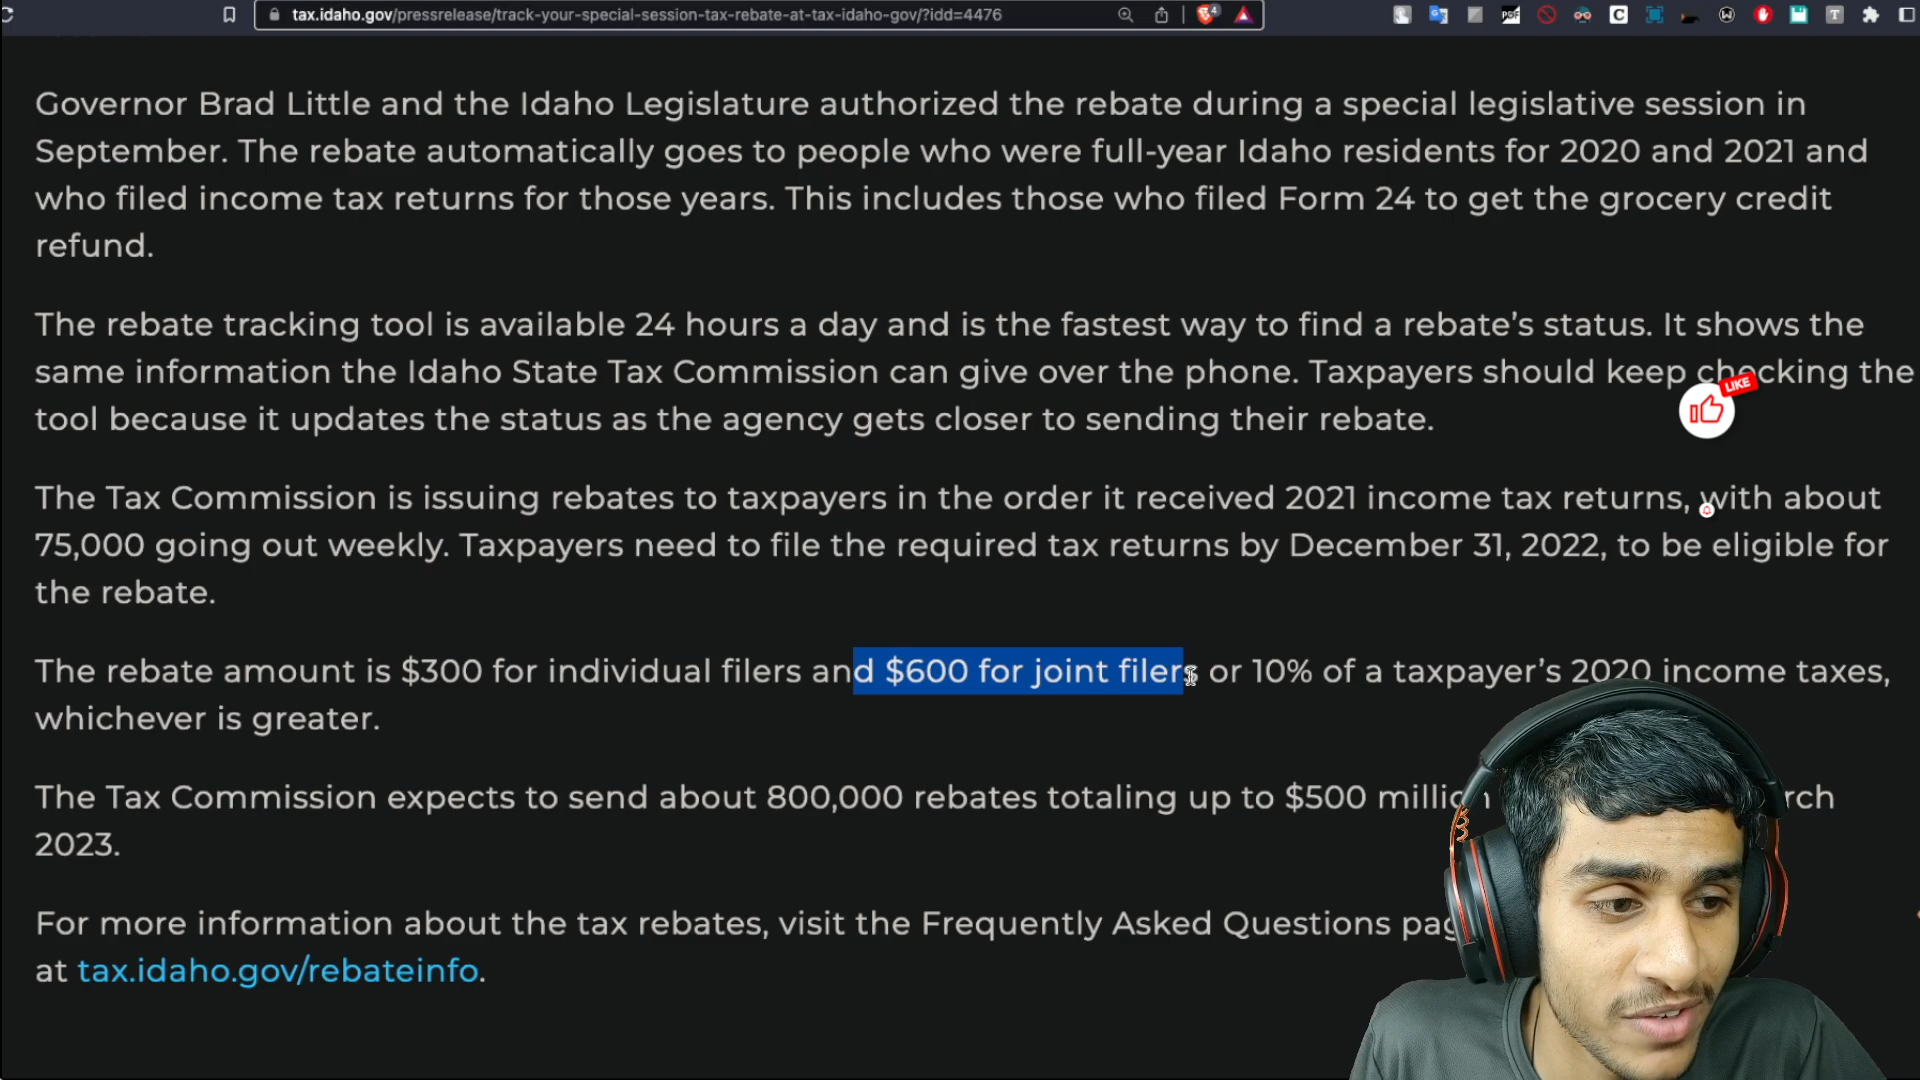 tax.idaho.gov/pressrelease/track-your-special-session-tax-rebate-at-tax-idaho-gov/?idd=4476
Governor Brad Little and the Idaho Legislature authorized the rebate during a special legislative session in
September. The rebate automatically goes to people who were full-year Idaho residents for 2020 and 2021 and
who filed income tax returns for those years. This includes those who filed Form 24 to get the grocery credit
refund.
The rebate tracking tool is available 24 hours a day and is the fastest way to find a rebate's status. It shows the
same information the Idaho State Tax Commission can give over the phone. Taxpayers should keep checking the
LIKE
tool because it updates the status as the agency gets closer to sending their rebate.
The Tax Commission is issuing rebates to taxpayers in the order it received 2021 income tax returns, with about
75,000 going out weekly. Taxpayers need to file the required tax returns by December 31, 2022, to be eligible for
the rebate.
The rebate amount is $300 for individual filers and $600 for joint filers or 10% of a taxpayer's 2020 income taxes,
whichever is greater.
The Tax Commission expects to send about 800,000 rebates totaling up to $500 million
2023.
For more information about the tax rebates, visit the Frequently Asked Questions
at tax.idaho.gov/rebateinfo.